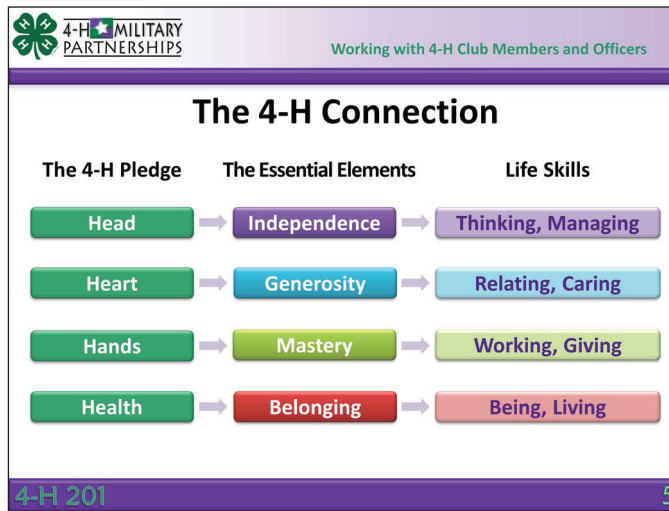 4-H MILITARY
PARTNERSHIPS
Working with 4-H Club Members and Officers
The 4-H Connection
The 4-H Pledge The Essential Elements Life Skills
Head Independence Thinking, Managing
Heart Generosity Relating, Caring
Hands Mastery Working, Giving
Health Belonging Being, Living
4-H 201 5